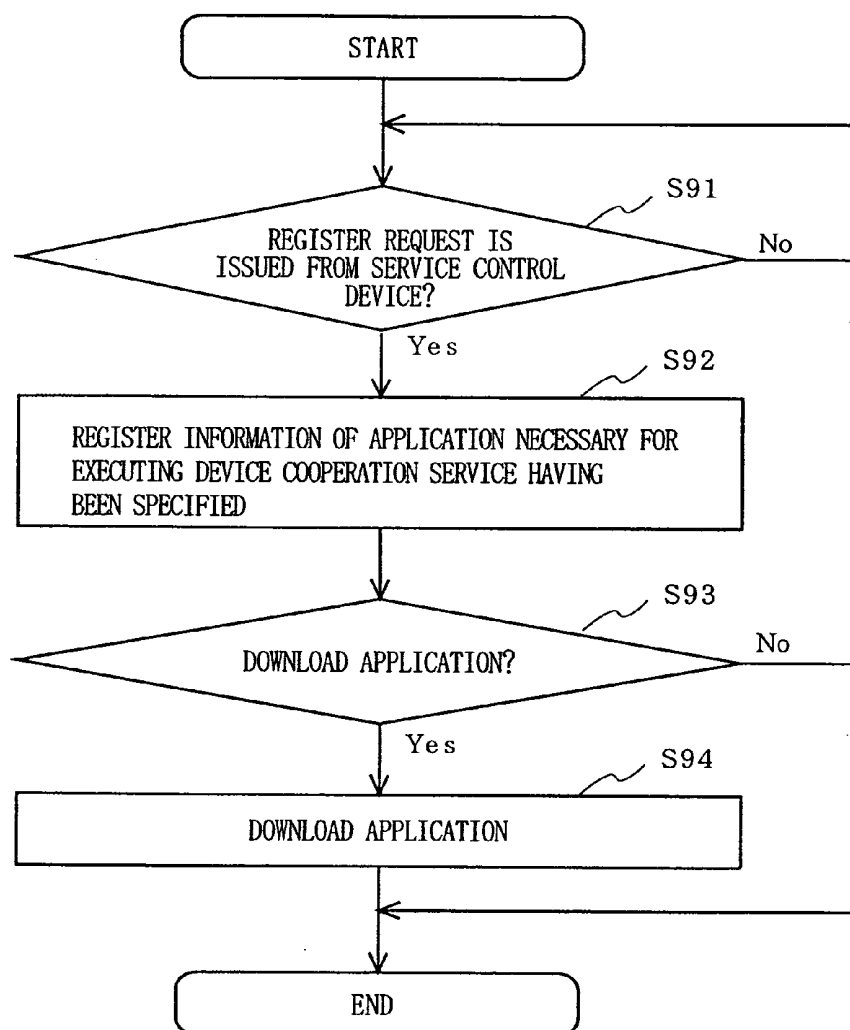 START
S91
REGISTER REQUEST IS
ISSUED FROM SERVICE CONTROL
DEVICE?
No
Yes
S92
REGISTER INFORMATION OF APPLICATION NECESSARY FOR
EXECUTING DEVICE COOPERATION SERVICE HAVING
BEEN SPECIFIED
S93
DOWNLOAD APPLICATION?
No
Yes
S94
DOWNLOAD APPLICATION
END